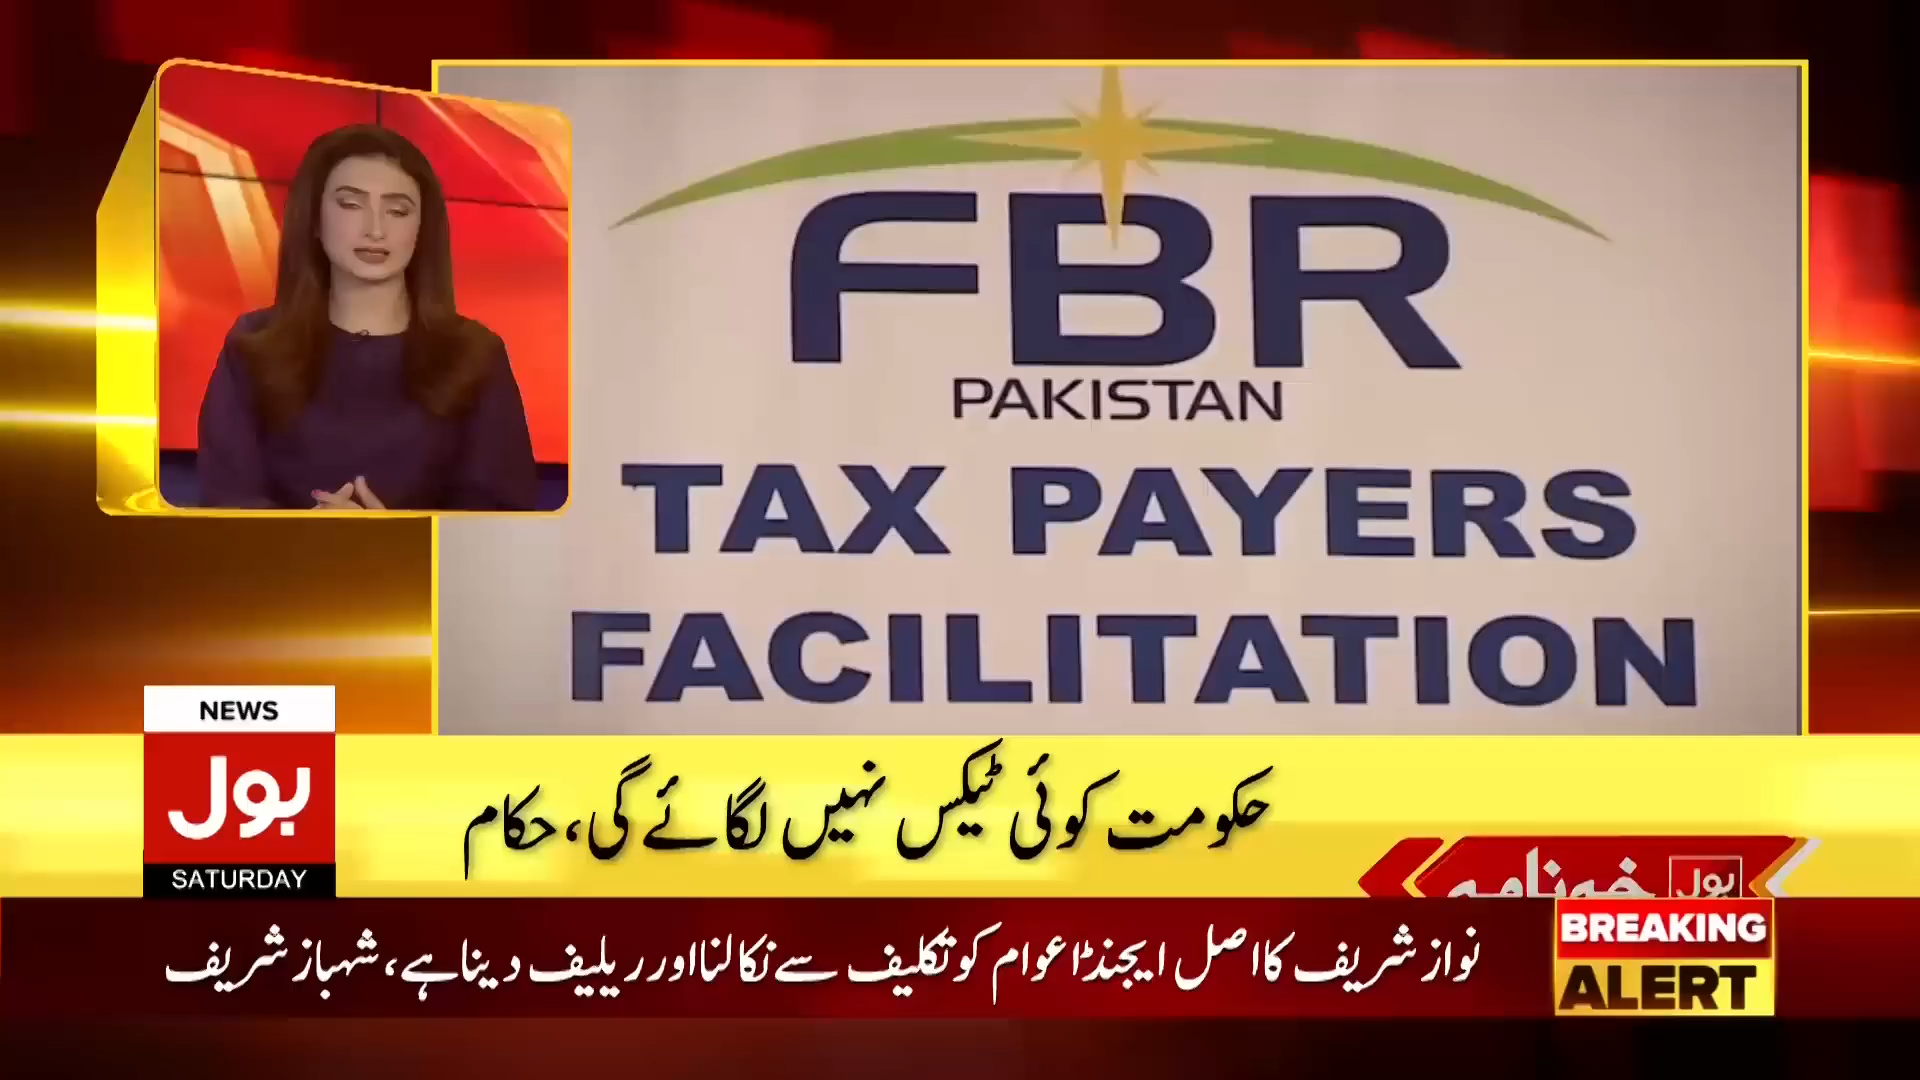 FBR
PAKISTAN
TAX PAYERS
FACILITATION
NEWS
بول
SATURDAY
حکومت کوئی ٹیکس نہیں لگائے گی، حکام
بول
نواز شریف کا اصل ایجنڈا عوام کو تکلیف سے نکالنا اور ریلیف دینا ہے، شہباز شریف
BREAKING
ALERT